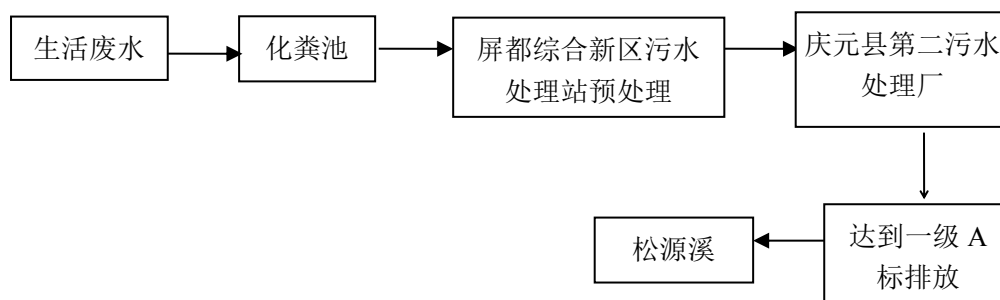 生活废水
化粪池
屏都综合新区污水
处理站预处理
庆元县第二污水
处理厂
达到一级 A
标排放
松源溪